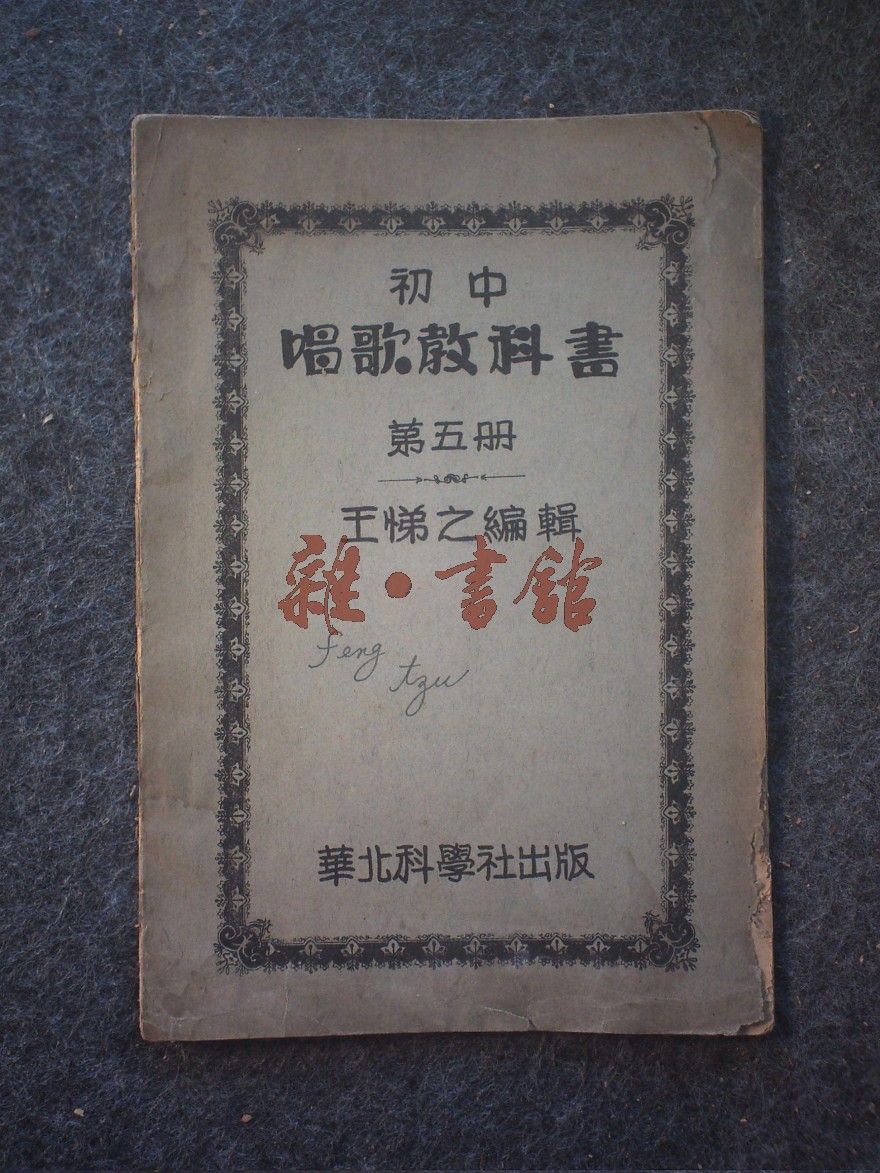 初中
唱歌教科書
第五册
王悌之編輯
雜·書館
Feng
tzu
華北科學社出版